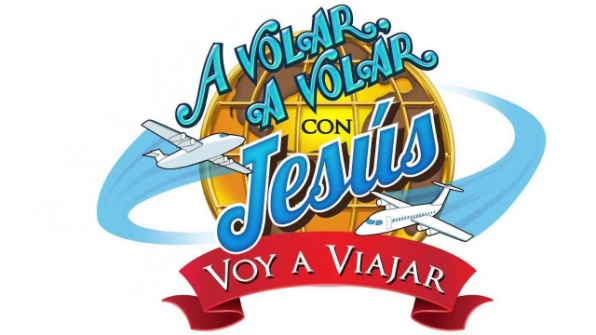 A VOLAR,
A VOLAR
CON
Jesús
VOY A VIAJAR